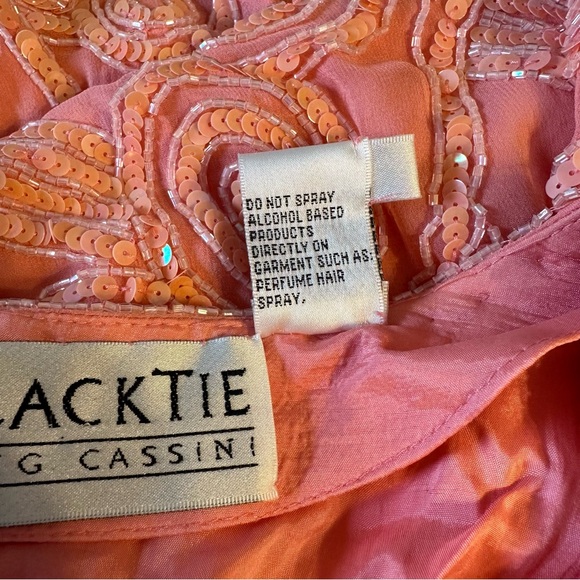 DO NOT SPRAY
ALCOHOL BASED
PRODUCTS
DIRECTLY ON
GARMENT SUCH AS:
PERFUME HAIR
SPRAY.
LACKTIE
G CASSINI